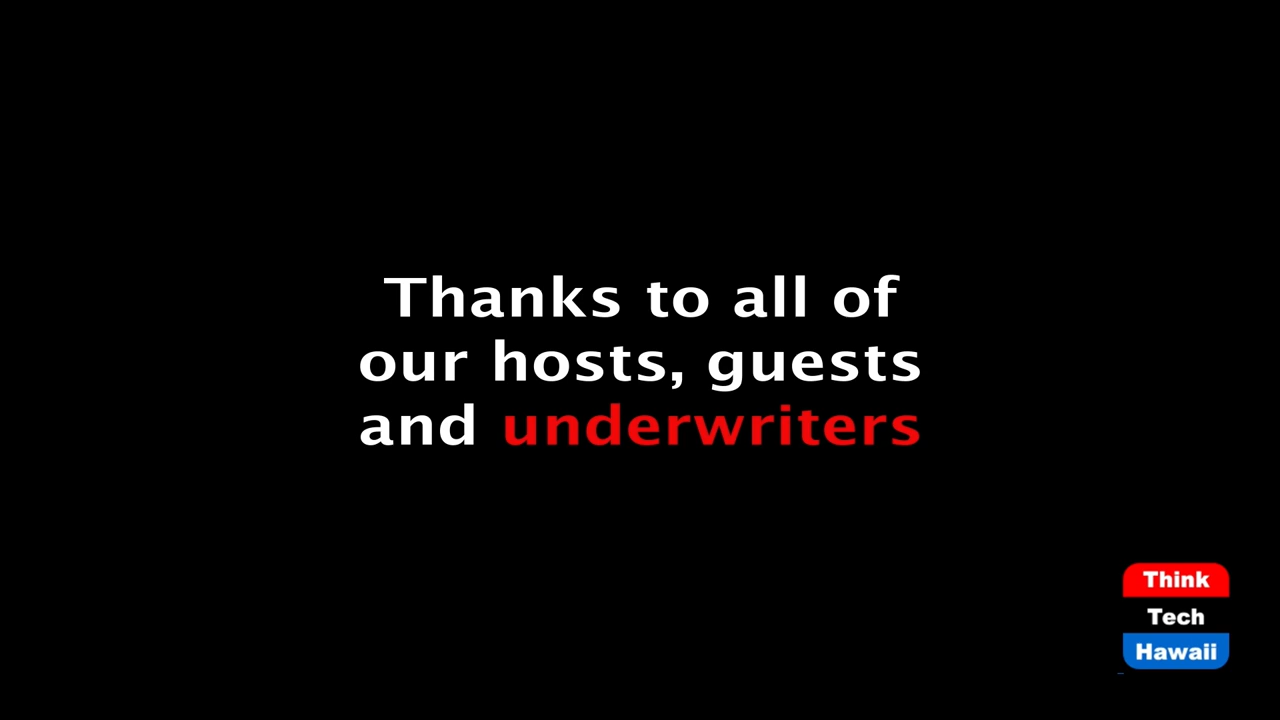 Thanks to all of
our hosts, guests
and underwriters
Think
Tech
Hawaii